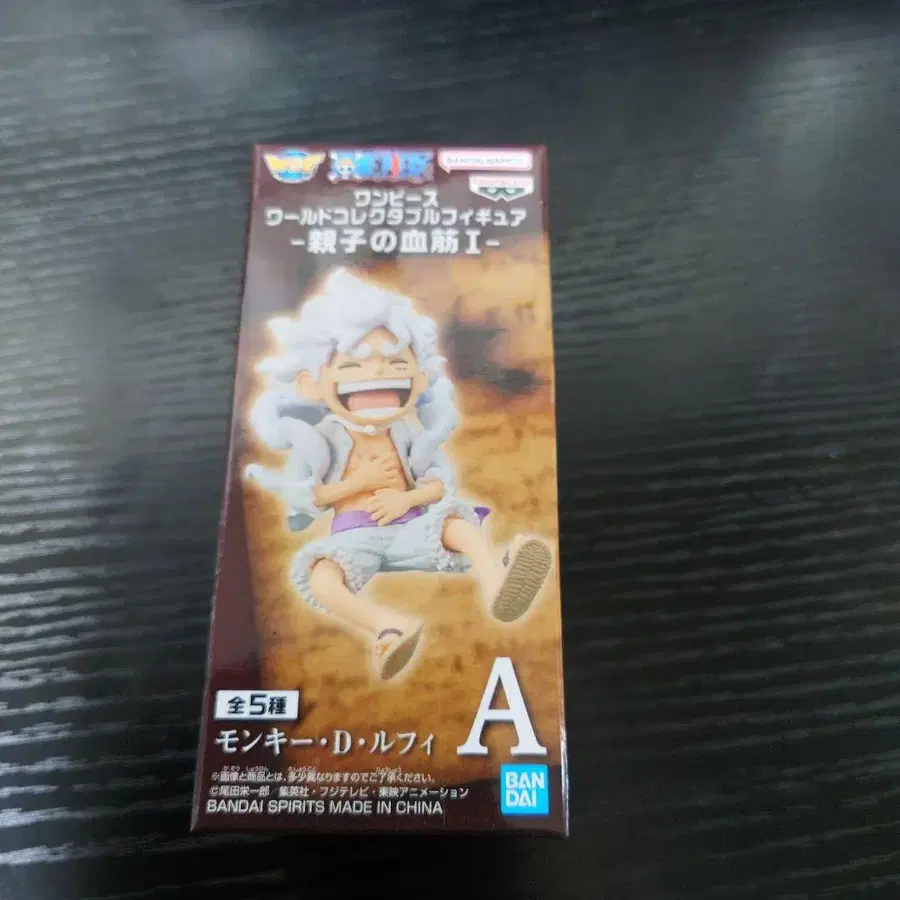 BANDAI NAMCO
ワンピース
ワールドコレクタブルフィギュア
-親子の血筋I-
全5種
A
モンキー・D・ルフィ
※画像と商品とは、多少異なりますのでご了承ください。
©尾田栄一郎／集英社・フジテレビ・東映アニメーション
BANDAI SPIRITS MADE IN CHINA
BAN
DAI